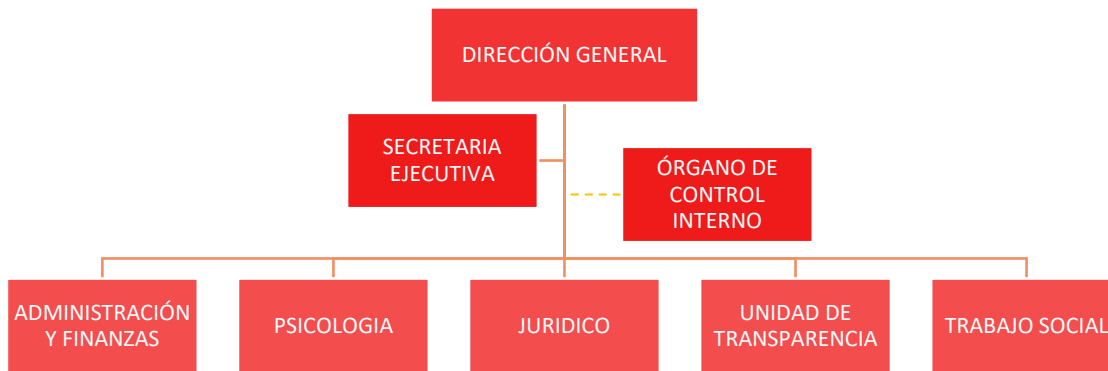 DIRECCIÓN GENERAL
SECRETARIA
EJECUTIVA
ÓRGANO DE
CONTROL
INTERNO
ADMINISTRACIÓN
Y FINANZAS
PSICOLOGIA
JURIDICO
UNIDAD DE
TRANSPARENCIA
TRABAJO SOCIAL